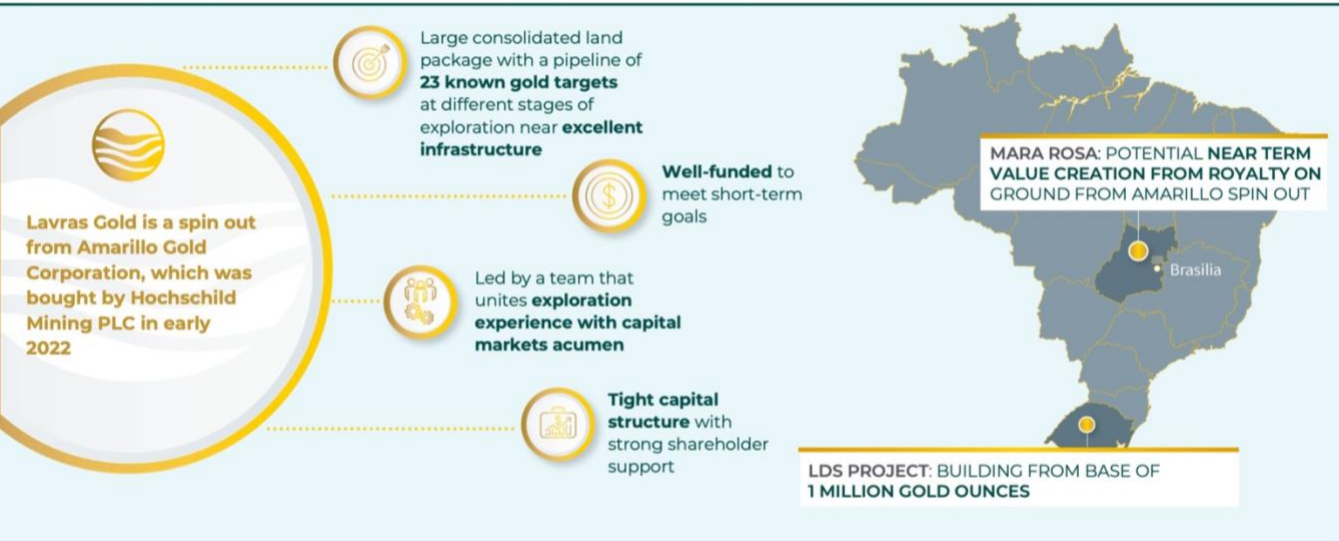 Lavras Gold is a spin out
from Amarillo Gold
Corporation, which was
bought by Hochschild
Mining PLC in early
2022
Large consolidated land
package with a pipeline of
23 known gold targets
at different stages of
exploration near excellent
infrastructure
Well-funded to
meet short-term
goals
Led by a team that
unites exploration
experience with capital
markets acumen
Tight capital
structure with
strong shareholder
support
MARA ROSA: POTENTIAL NEAR TERM
VALUE CREATION FROM ROYALTY ON
GROUND FROM AMARILLO SPIN OUT
Brasilia
LDS PROJECT: BUILDING FROM BASE OF
1 MILLION GOLD OUNCES